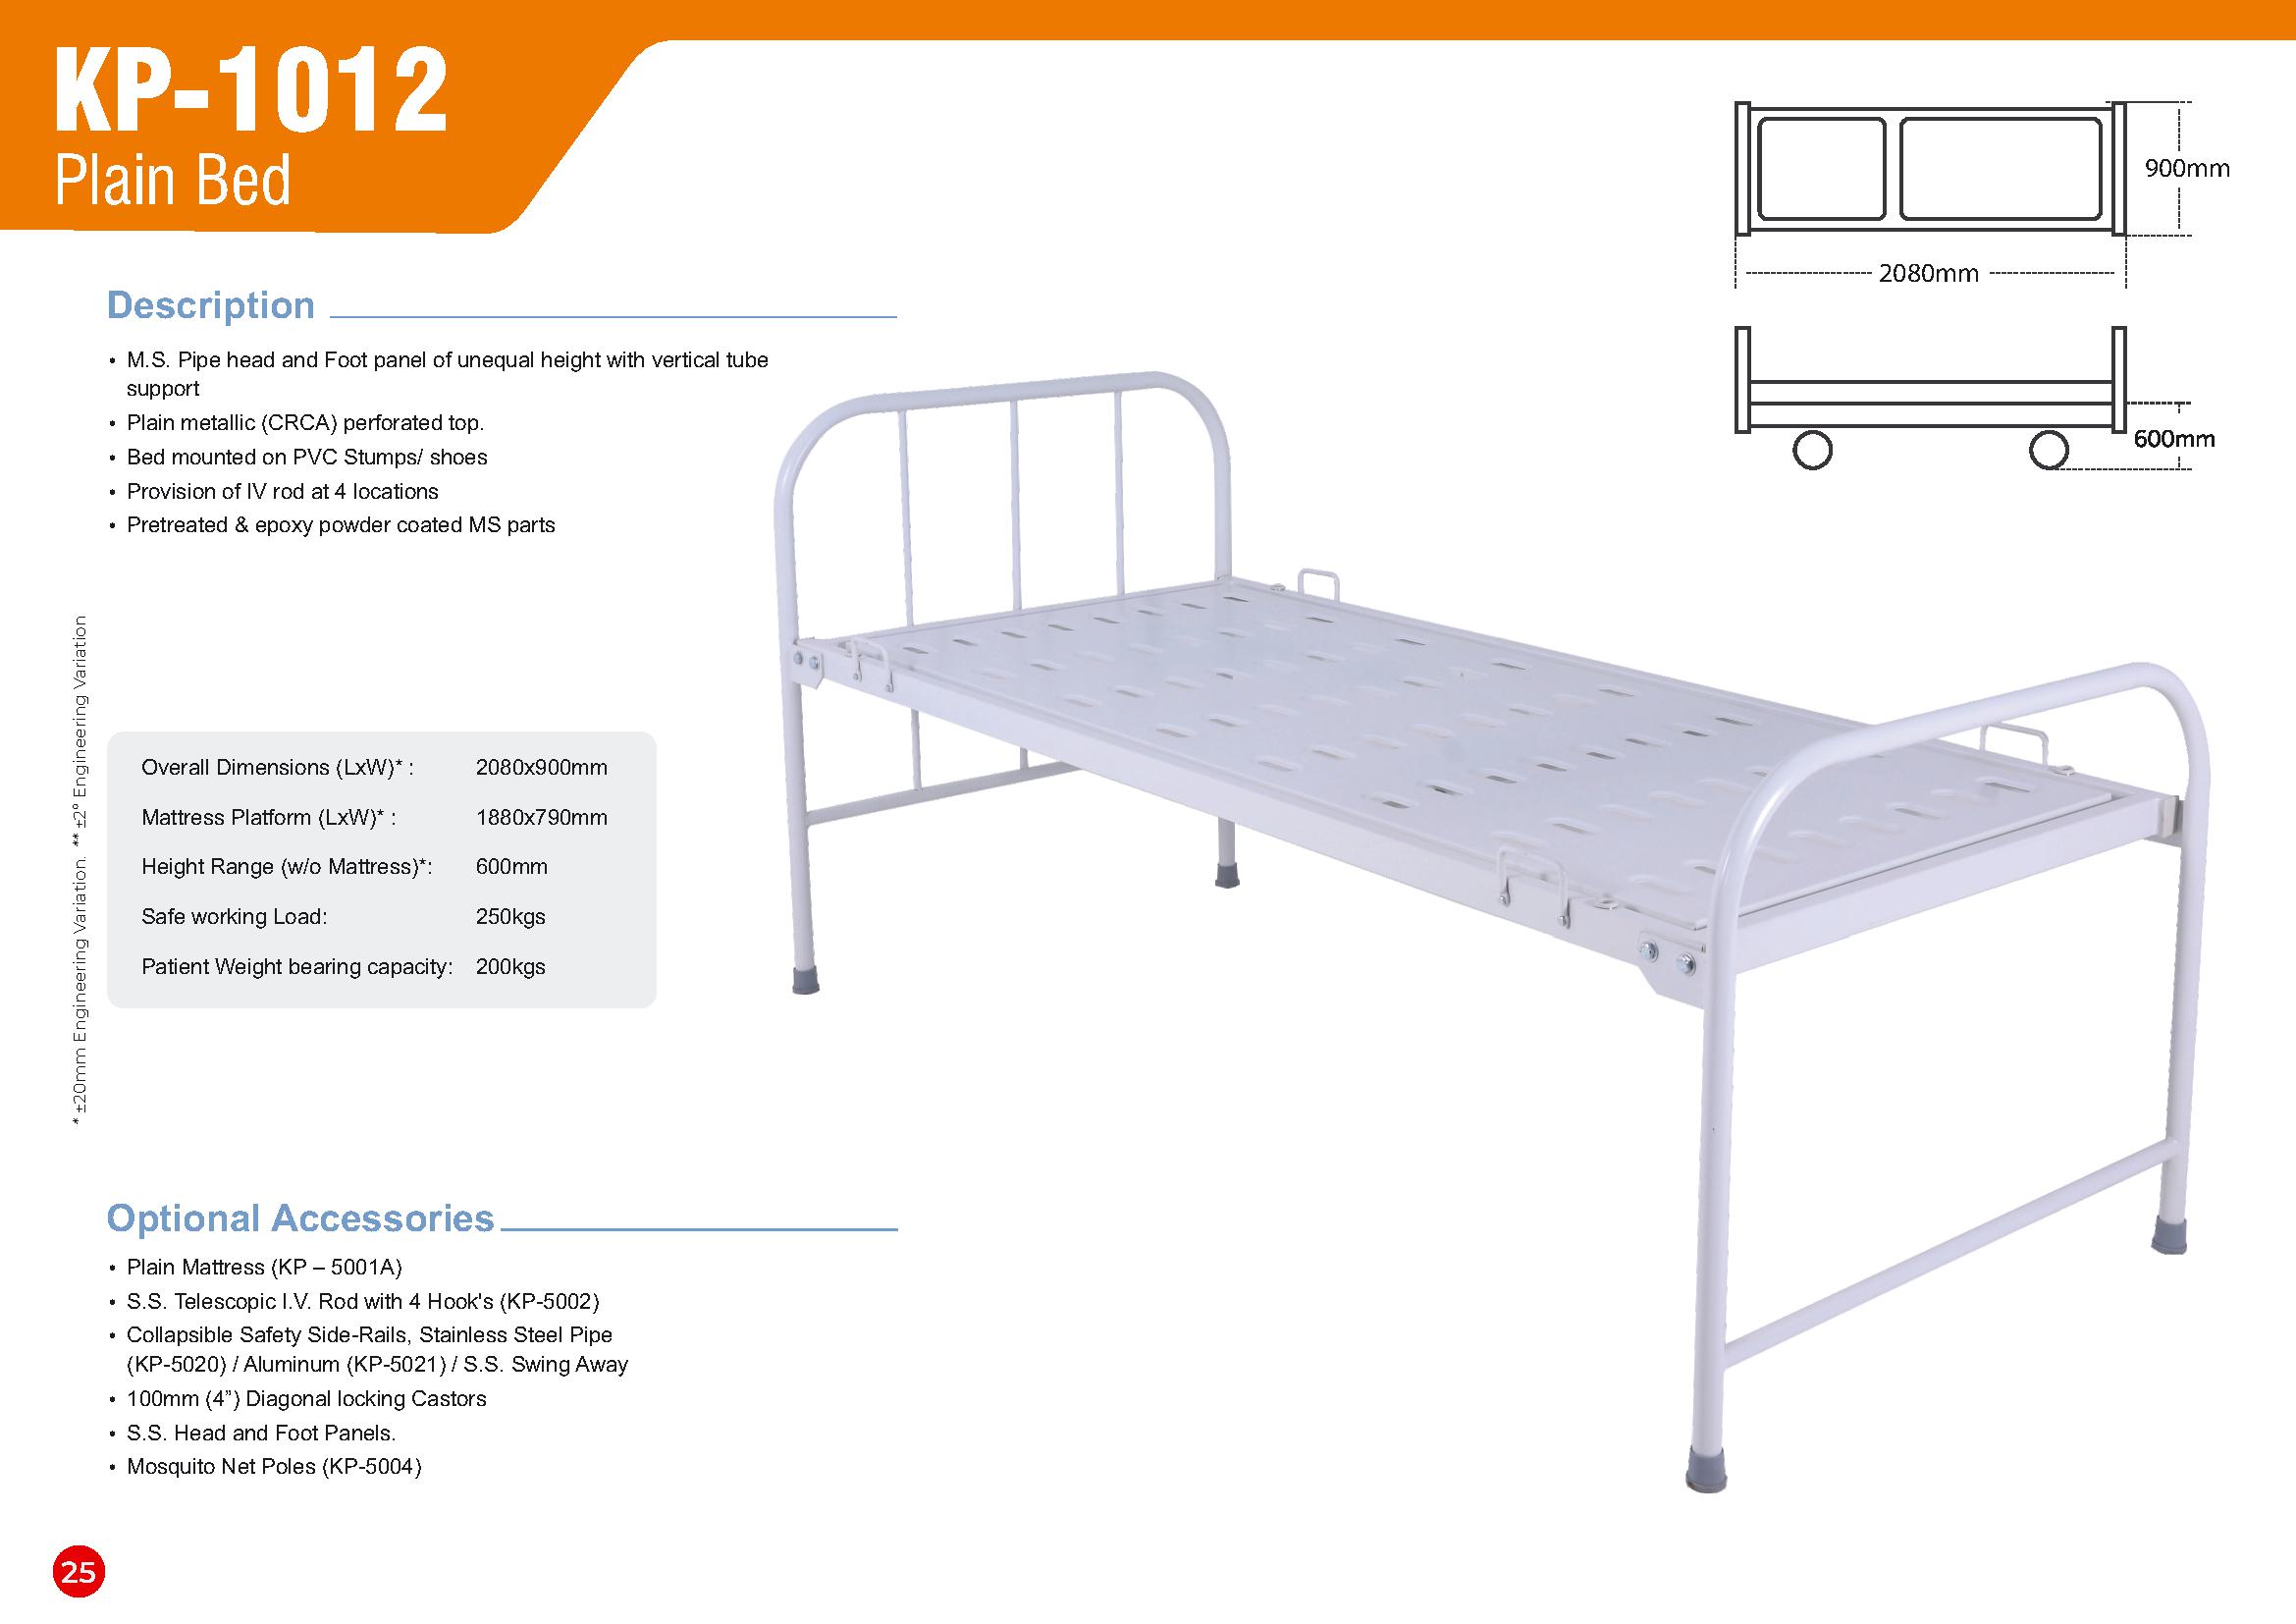 KP-1012
Plain Bed
900mm
2080mm
600mm
Description
• M.S. Pipe head and Foot panel of unequal height with vertical tube
support
• Plain metallic (CRCA) perforated top.
• Bed mounted on PVC Stumps/ shoes
• Provision of IV rod at 4 locations
• Pretreated & epoxy powder coated MS parts
* ±20mm Engineering Variation. ** ±2° Engineering Variation
Overall Dimensions (LxW)* : 2080x900mm
Mattress Platform (LxW)* : 1880x790mm
Height Range (w/o Mattress)*: 600mm
Safe working Load: 250kgs
Patient Weight bearing capacity: 200kgs
Optional Accessories
• Plain Mattress (KP – 5001A)
• S.S. Telescopic I.V. Rod with 4 Hook's (KP-5002)
• Collapsible Safety Side-Rails, Stainless Steel Pipe
(KP-5020) / Aluminum (KP-5021) / S.S. Swing Away
• 100mm (4”) Diagonal locking Castors
• S.S. Head and Foot Panels.
• Mosquito Net Poles (KP-5004)
25